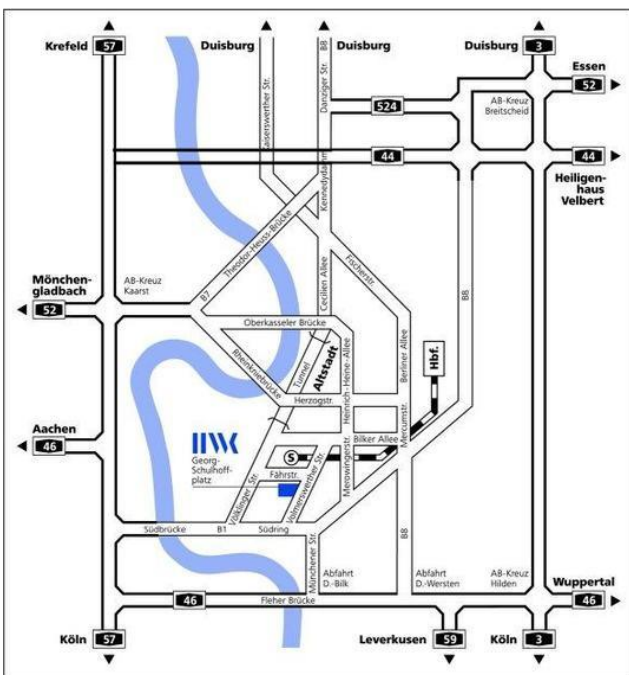 Krefeld
57
Duisburg
Duisburg
B8
Duisburg
3
Essen
52
Danziger Str.
Kaiserswerther Str.
524
AB-Kreuz
Breitscheid
44
44
Heiligen-
haus
Velbert
Kennedydamm
Theodor-Heuss-Brücke
Fischerstr.
Mönchen-
gladbach
52
AB-Kreuz
Kaarst
B7
Cecilien Allee
B8
Oberkasseler Brücke
Rheinkniebrücke
Tunnel
Altstadt
Heinrich-Heine-Allee
Berliner Allee
Hbf.
Herzogstr.
Aachen
46
Georg-
Schulhoff-
platz
S
Bilker Allee
Mercumstr.
Fährstr.
Merowingerstr.
Völklinger Str.
Volmerswerther Str.
Südbrücke
B1
Südring
B8
Münchener Str.
Abfahrt
D.-Bilk
Abfahrt
D.-Wersten
AB-Kreuz
Hilden
46
Fleher Brücke
Wuppertal
46
Köln
57
Leverkusen
59
Köln
3